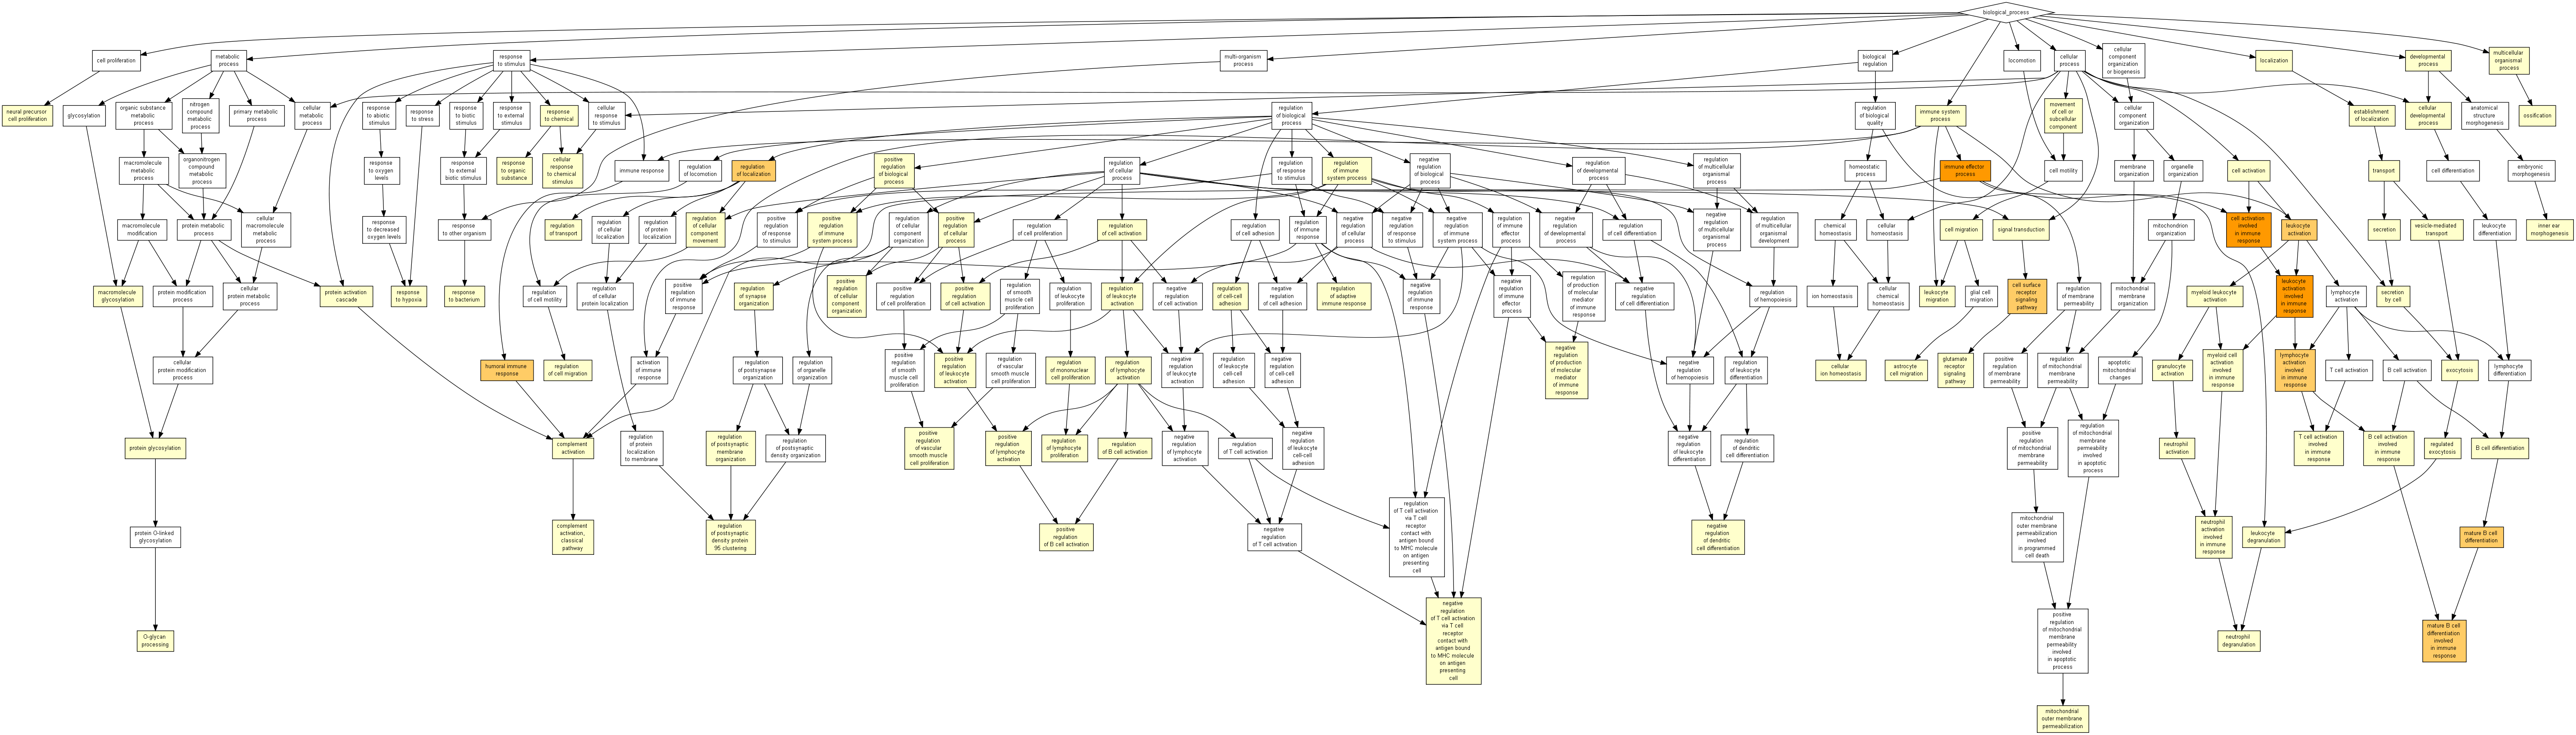 biological_process
cell proliferation
metabolic
process
response
to stimulus
multi-organism
process
biological
regulation
locomotion
cellular
process
cellular
component
organization
or biogenesis
localization
developmental
process
multicellular
organismal
process
neural precursor
cell proliferation
glycosylation
organic substance
metabolic
process
nitrogen
compound
metabolic
process
primary metabolic
process
cellular
metabolic
process
response
to abiotic
stimulus
response
to stress
response
to biotic
stimulus
response
to external
stimulus
response
to chemical
cellular
response
to stimulus
regulation
of biological
process
regulation
of biological
quality
immune system
process
movement
of cell or
subcellular
component
cellular
component
organization
establishment
of localization
cellular
developmental
process
anatomical
structure
morphogenesis
ossification
macromolecule
metabolic
process
organonitrogen
compound
metabolic
process
response
to oxygen
levels
response
to external
biotic stimulus
response
to organic
substance
cellular
response
to chemical
stimulus
immune response
regulation
of locomotion
regulation
of localization
positive
regulation
of biological
process
regulation
of cellular
process
regulation
of response
to stimulus
regulation
of immune
system process
negative
regulation
of biological
process
regulation
of developmental
process
regulation
of multicellular
organismal
process
homeostatic
process
immune effector
process
cell motility
membrane
organization
organelle
organization
cell activation
transport
cell differentiation
embryonic
morphogenesis
macromolecule
modification
protein metabolic
process
cellular
macromolecule
metabolic
process
response
to decreased
oxygen levels
response
to other organism
regulation
of transport
regulation
of cellular
localization
regulation
of protein
localization
regulation
of cellular
component
movement
positive
regulation
of response
to stimulus
positive
regulation
of immune
system process
regulation
of cellular
component
organization
positive
regulation
of cellular
process
regulation
of cell proliferation
regulation
of cell activation
regulation
of cell adhesion
regulation
of immune
response
negative
regulation
of cellular
process
negative
regulation
of response
to stimulus
negative
regulation
of immune
system process
regulation
of immune
effector
process
negative
regulation
of developmental
process
regulation
of cell differentiation
negative
regulation
of multicellular
organismal
process
regulation
of multicellular
organismal
development
chemical
homeostasis
cellular
homeostasis
cell migration
signal transduction
mitochondrion
organization
cell activation
involved
in immune
response
leukocyte
activation
secretion
vesicle-mediated
transport
leukocyte
differentiation
inner ear
morphogenesis
macromolecule
glycosylation
protein modification
process
cellular
protein metabolic
process
protein activation
cascade
response
to hypoxia
response
to bacterium
regulation
of cell motility
regulation
of cellular
protein localization
positive
regulation
of immune
response
regulation
of synapse
organization
positive
regulation
of cellular
component
organization
positive
regulation
of cell proliferation
positive
regulation
of cell activation
regulation
of smooth
muscle cell
proliferation
regulation
of leukocyte
proliferation
regulation
of leukocyte
activation
negative
regulation
of cell activation
regulation
of cell-cell
adhesion
negative
regulation
of cell adhesion
regulation
of adaptive
immune response
negative
regulation
of immune
response
negative
regulation
of immune
effector
process
regulation
of production
of molecular
mediator
of immune
response
negative
regulation
of cell differentiation
regulation
of hemopoiesis
ion homeostasis
cellular
chemical
homeostasis
leukocyte
migration
glial cell
migration
cell surface
receptor
signaling
pathway
regulation
of membrane
permeability
mitochondrial
membrane
organization
myeloid leukocyte
activation
leukocyte
activation
involved
in immune
response
lymphocyte
activation
secretion
by cell
cellular
protein modification
process
humoral immune
response
regulation
of cell migration
activation
of immune
response
regulation
of postsynapse
organization
regulation
of organelle
organization
positive
regulation
of smooth
muscle cell
proliferation
positive
regulation
of leukocyte
activation
regulation
of vascular
smooth muscle
cell proliferation
regulation
of mononuclear
cell proliferation
regulation
of lymphocyte
activation
negative
regulation
of leukocyte
activation
regulation
of leukocyte
cell-cell
adhesion
negative
regulation
of cell-cell
adhesion
negative
regulation
of production
of molecular
mediator
of immune
response
negative
regulation
of hemopoiesis
regulation
of leukocyte
differentiation
cellular
ion homeostasis
astrocyte
cell migration
glutamate
receptor
signaling
pathway
positive
regulation
of membrane
permeability
regulation
of mitochondrial
membrane
permeability
apoptotic
mitochondrial
changes
granulocyte
activation
myeloid cell
activation
involved
in immune
response
lymphocyte
activation
involved
in immune
response
T cell activation
B cell activation
exocytosis
lymphocyte
differentiation
protein glycosylation
complement
activation
regulation
of protein
localization
to membrane
regulation
of postsynaptic
membrane
organization
regulation
of postsynaptic
density organization
positive
regulation
of vascular
smooth muscle
cell proliferation
positive
regulation
of lymphocyte
activation
regulation
of lymphocyte
proliferation
regulation
of B cell activation
negative
regulation
of lymphocyte
activation
regulation
of T cell activation
negative
regulation
of leukocyte
cell-cell
adhesion
negative
regulation
of leukocyte
differentiation
regulation
of dendritic
cell differentiation
positive
regulation
of mitochondrial
membrane
permeability
regulation
of mitochondrial
membrane
permeability
involved
in apoptotic
process
neutrophil
activation
T cell activation
involved
in immune
response
B cell activation
involved
in immune
response
regulated
exocytosis
B cell differentiation
protein O-linked
glycosylation
complement
activation,
classical
pathway
regulation
of postsynaptic
density protein
95 clustering
positive
regulation
of B cell activation
negative
regulation
of T cell activation
regulation
of T cell activation
via T cell
receptor
contact with
antigen bound
to MHC molecule
on antigen
presenting
cell
negative
regulation
of dendritic
cell differentiation
mitochondrial
outer membrane
permeabilization
involved
in programmed
cell death
neutrophil
activation
involved
in immune
response
leukocyte
degranulation
mature B cell
differentiation
O-glycan
processing
negative
regulation
of T cell activation
via T cell
receptor
contact with
antigen bound
to MHC molecule
on antigen
presenting
cell
positive
regulation
of mitochondrial
membrane
permeability
involved
in apoptotic
process
neutrophil
degranulation
mature B cell
differentiation
involved
in immune
response
mitochondrial
outer membrane
permeabilization